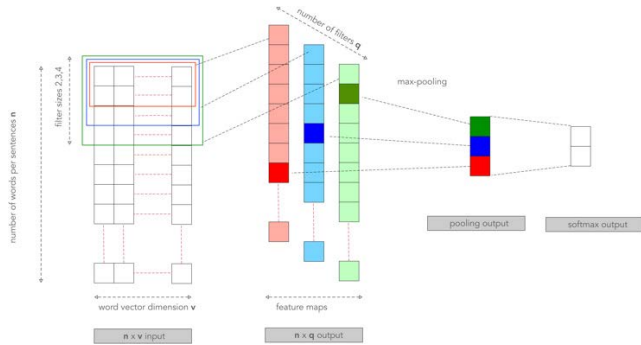 number of words per sentences n
filter sizes 2,3,4
number of filters q
max-pooling
word vector dimension v
feature maps
n x v input
n x q output
pooling output
softmax output